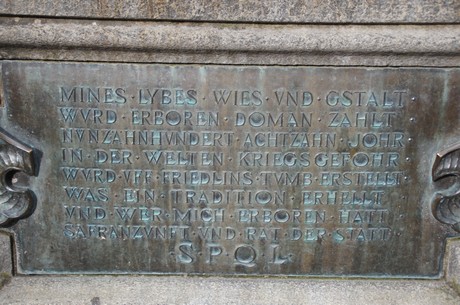 MINES · LYBES · WIES · VND · GSTALT
WVRD · ERBOREN · DOMAN · ZAHLT
NVNZAHNHVNDERT · ACHTZAHN · JOHR
IN · DER · WELTEN · KRIEGSGEFOHR
WVRD · VFF · FRIEDLINS · TVMB · ERSTELLT
WAS · EIN · TRADITION · ERHELLT
VND · WER · MICH · ERBOREN · HATT
SAFRANZVNFT · VND · RAT · DER · STATT
· S · P · Q · L ·